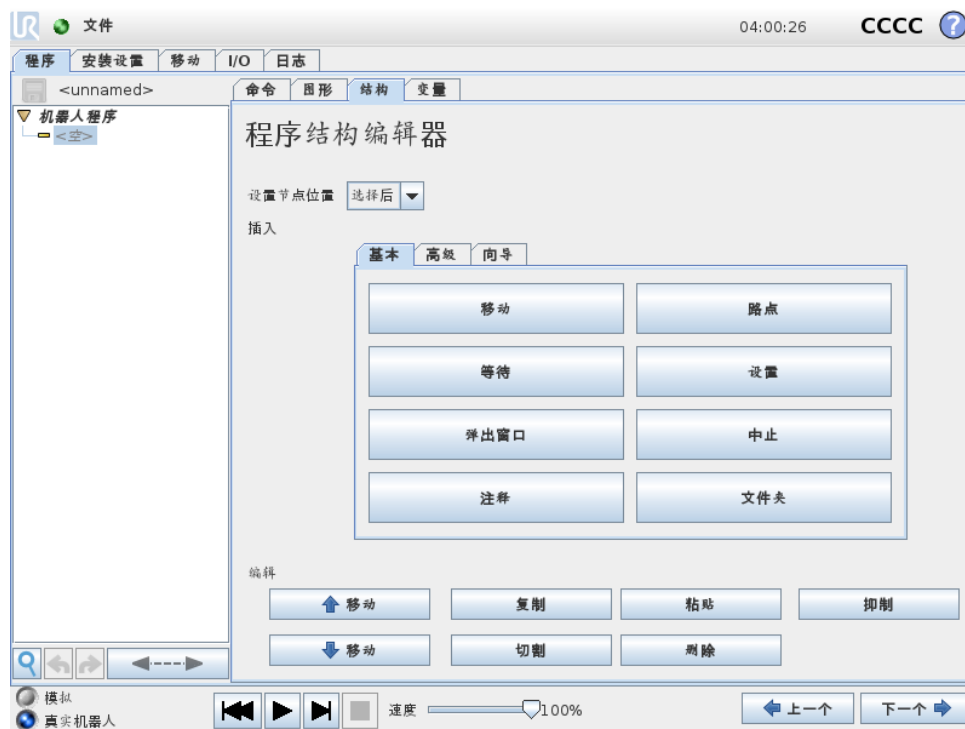 UR 文件 04:00:26 CCCC ?
程序 安装设置 移动 I/O 日志
<unnamed> 命令 图形 结构 变量
机器人程序
<空>
程序结构编辑器
设置节点位置 选择后
插入
基本 高级 向导
移动 路点
等待 设置
弹出窗口 中止
注释 文件夹
编辑
移动 复制 粘贴 抑制
移动 切割 删除
模拟
真实机器人
速度 100% 上一个 下一个